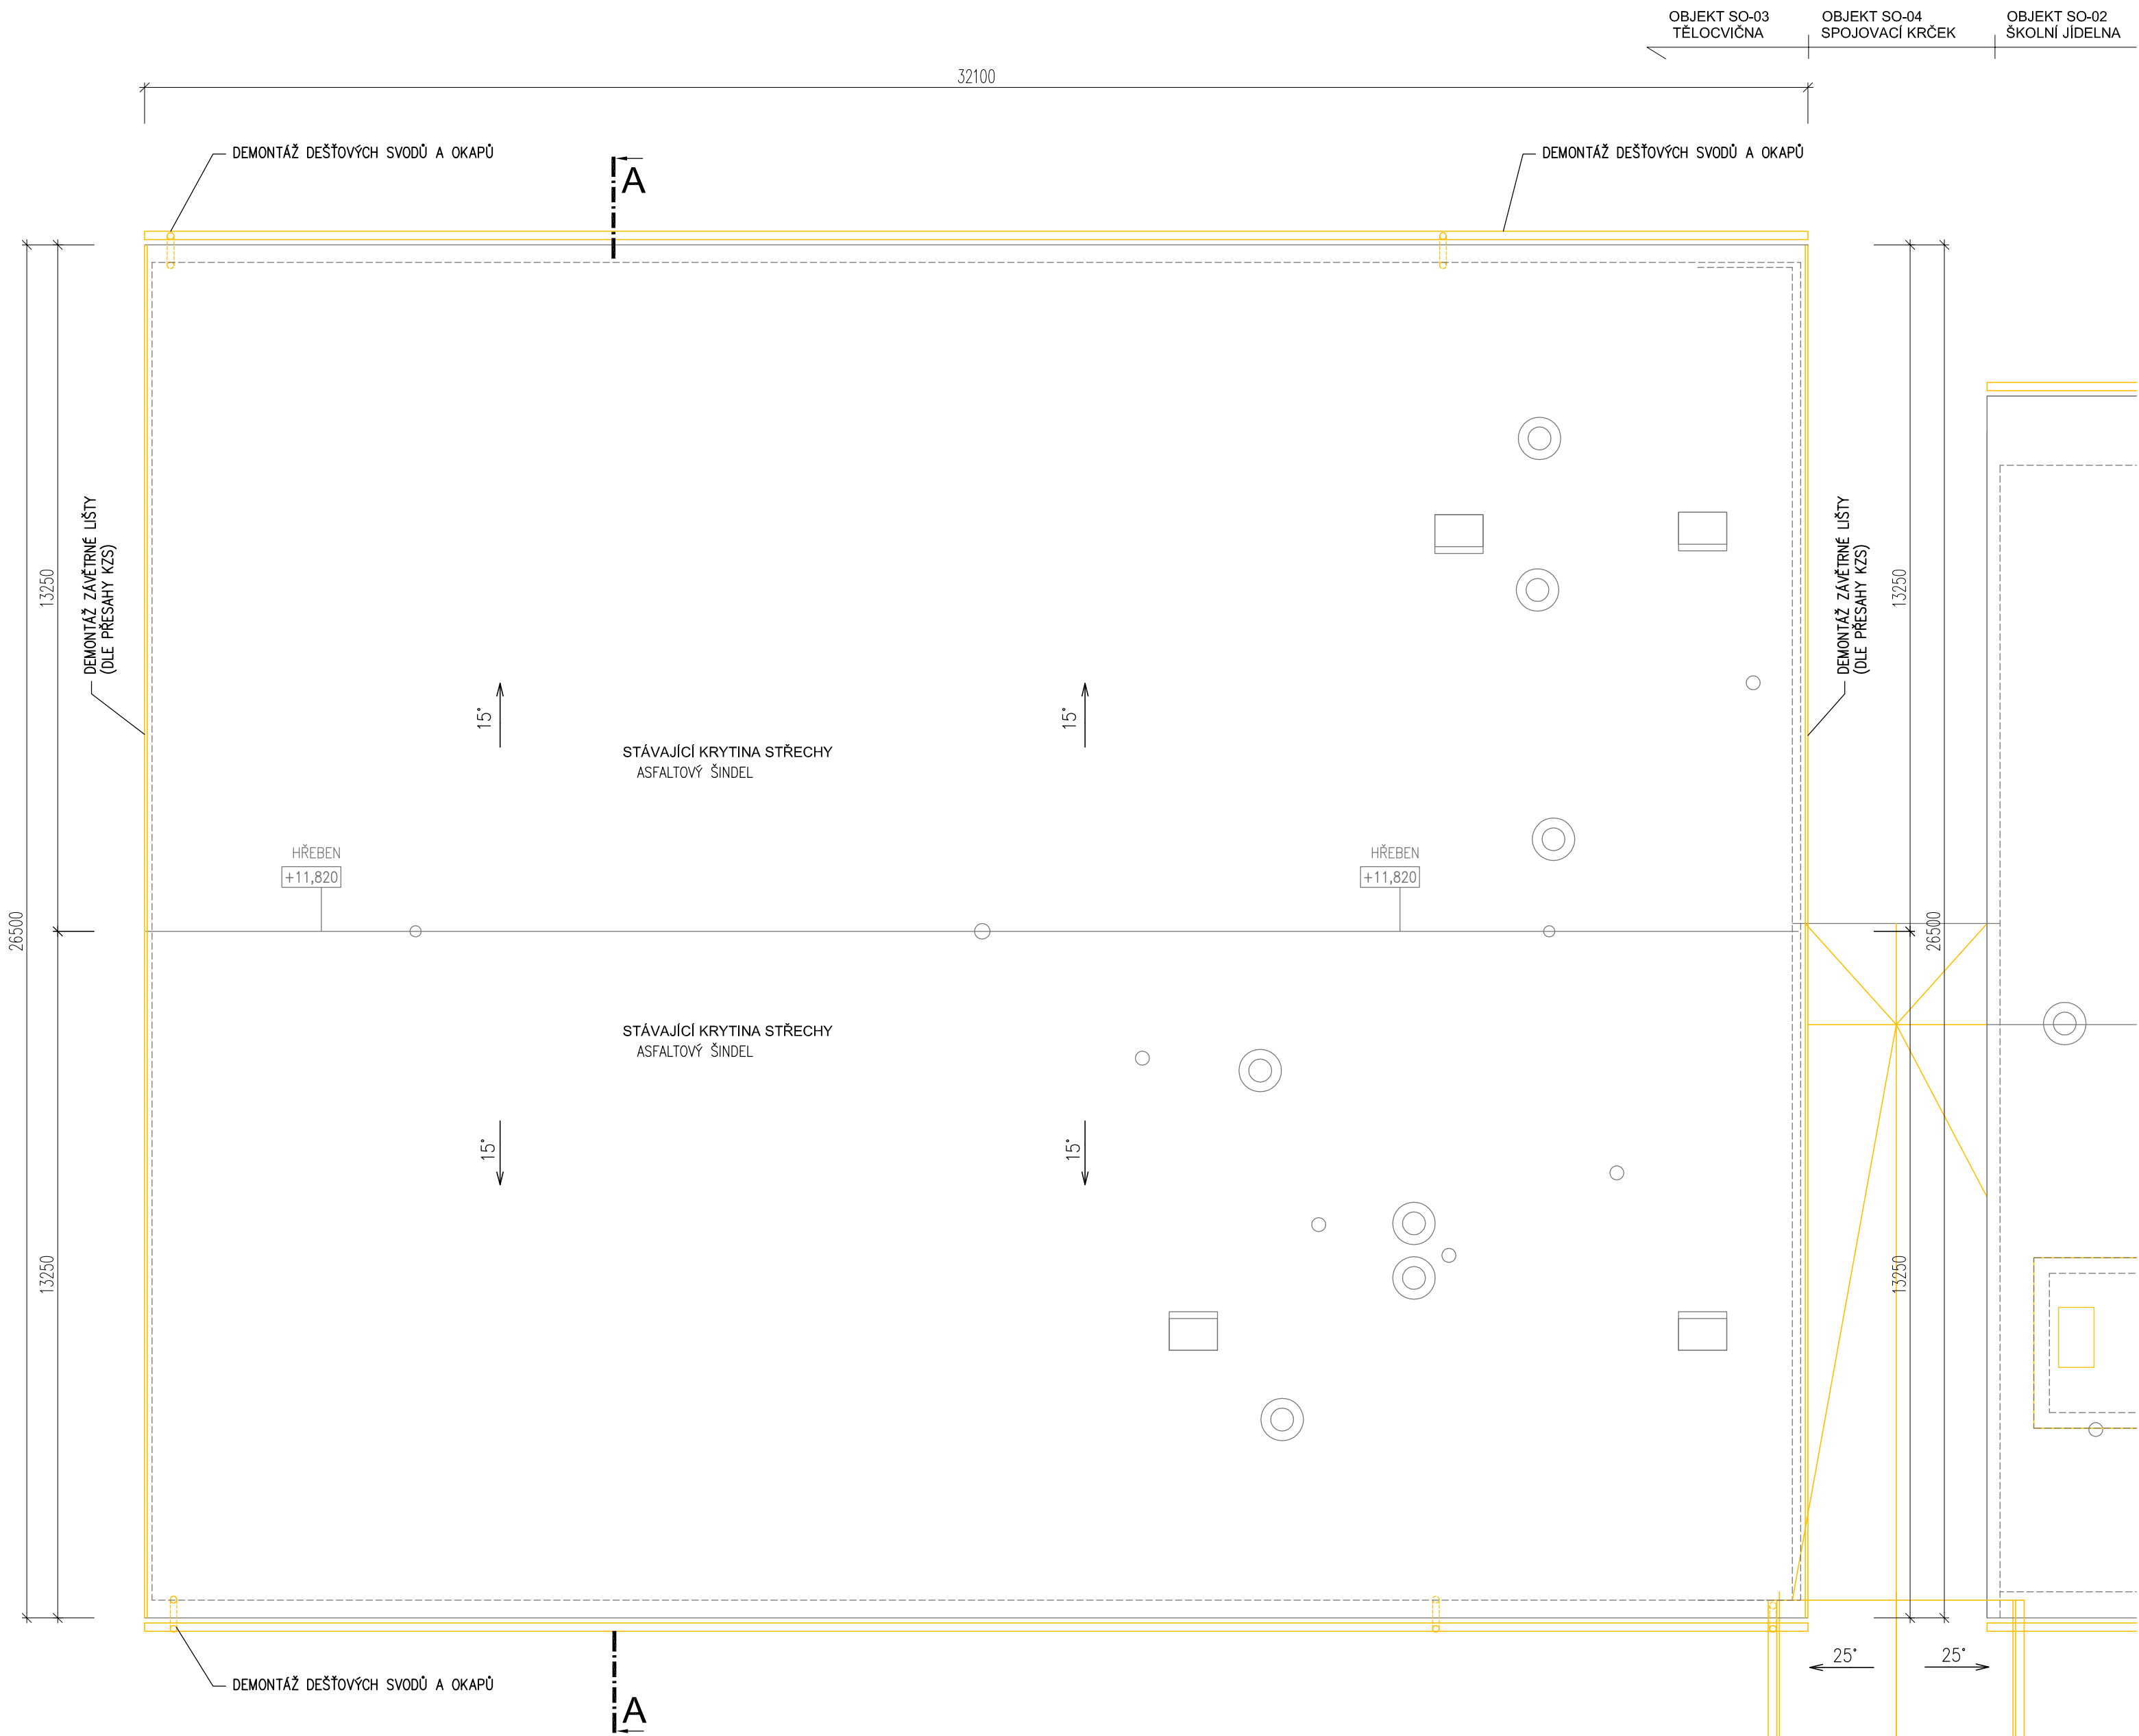 OBJEKT SO-03
TĚLOCVIČNA
OBJEKT SO-04
SPOJOVACÍ KRČEK
OBJEKT SO-02
ŠKOLNÍ JÍDELNA
32100
DEMONTÁŽ DEŠŤOVÝCH SVODŮ A OKAPŮ
DEMONTÁŽ DEŠŤOVÝCH SVODŮ A OKAPŮ
A
DEMONTÁŽ ZÁVĚTRNÉ LIŠTY
(DLE PŘESAHY KZS)
13250
26500
13250
DEMONTÁŽ ZÁVĚTRNÉ LIŠTY
(DLE PŘESAHY KZS)
13250
26500
13250
15°
15°
STÁVAJÍCÍ KRYTINA STŘECHY
ASFALTOVÝ ŠINDEL
HŘEBEN
+11,820
HŘEBEN
+11,820
STÁVAJÍCÍ KRYTINA STŘECHY
ASFALTOVÝ ŠINDEL
15°
15°
25°
25°
DEMONTÁŽ DEŠŤOVÝCH SVODŮ A OKAPŮ
A